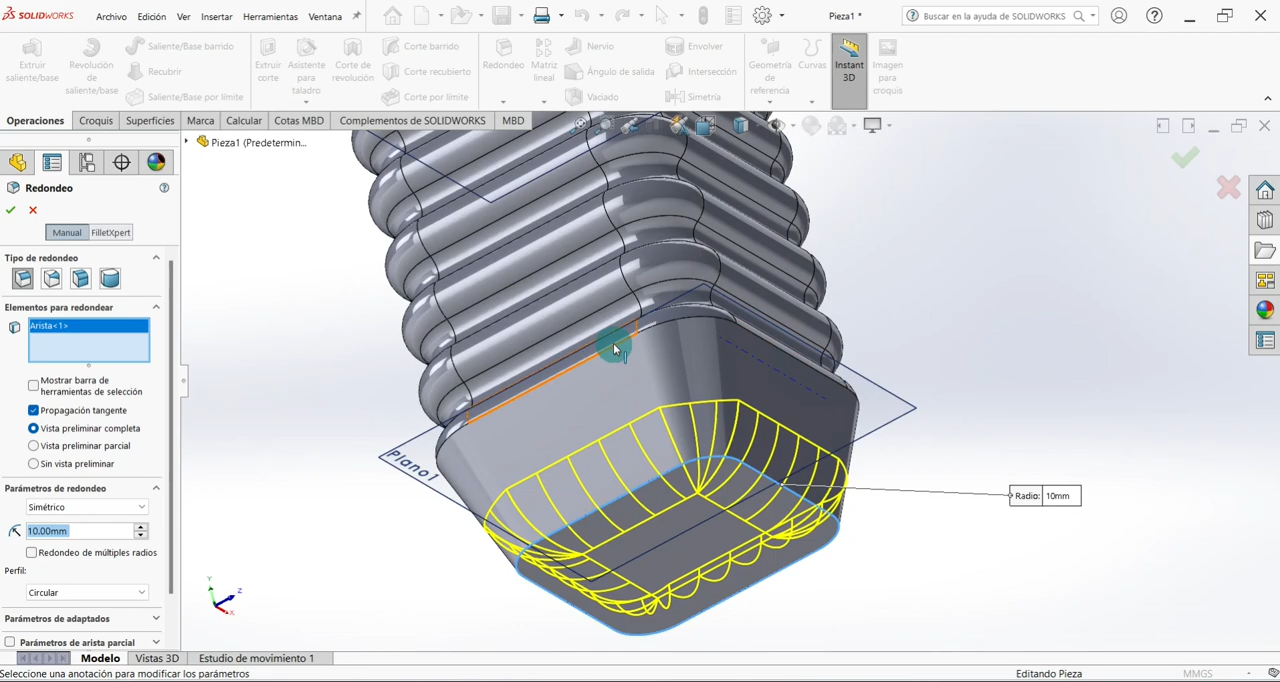 SOLIDWORKS
Archivo Edición Ver Insertar Herramientas Ventana
Pieza1 *
Buscar en la ayuda de SOLIDWORKS
Extruir saliente/base
Revolución de saliente/base
Saliente/Base barrido
Recubrir
Saliente/Base por límite
Extruir corte
Asistente para taladro
Corte de revolución
Corte barrido
Corte recubierto
Corte por límite
Redondeo
Matriz lineal
Nervio
Ángulo de salida
Vaciado
Envolver
Intersección
Simetría
Geometría de referencia
Curvas
Instant 3D
Imagen para croquis
Operaciones Croquis Superficies Marca Calcular Cotas MBD Complementos de SOLIDWORKS MBD
Pieza1 (Predetermin...
Redondeo
Manual FilletXpert
Tipo de redondeo
Elementos para redondear
Arista<1>
Mostrar barra de
herramientas de selección
Propagación tangente
Vista preliminar completa
Vista preliminar parcial
Sin vista preliminar
Parámetros de redondeo
Simétrico
10.00mm
Redondeo de múltiples radios
Perfil:
Circular
Parámetros de adaptados
Parámetros de arista parcial
Plano1
Radio: 10mm
Y
Z
X
Modelo Vistas 3D Estudio de movimiento 1
Seleccione una anotación para modificar los parámetros
Editando Pieza
MMGS